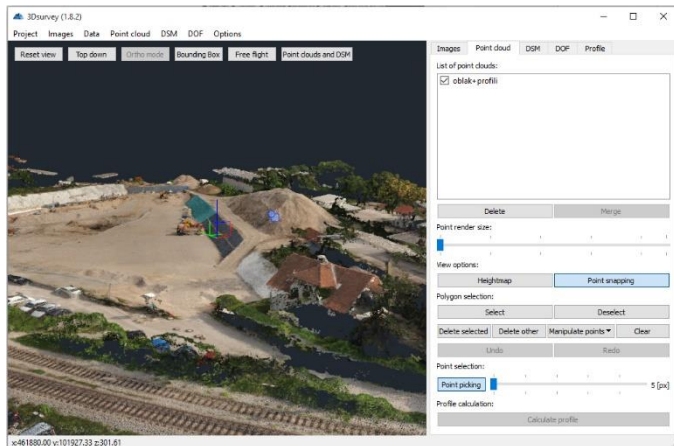 3Dsurvey (1.8.2)
Project Images Data Point cloud DSM DOF Options
Reset view Top down Ortho mode Bounding Box Free flight Point clouds and DSM
Images Point cloud DSM DOF Profile
List of point clouds:
oblak+profili
Delete Merge
Point render size:
View options:
Heightmap Point snapping
Polygon selection:
Select Deselect
Delete selected Delete other Manipulate points Clear
Undo Redo
Point selection:
Point picking 5 [px]
Profile calculation:
Calculate profile
x:461880.00 y:101927.33 z:301.61